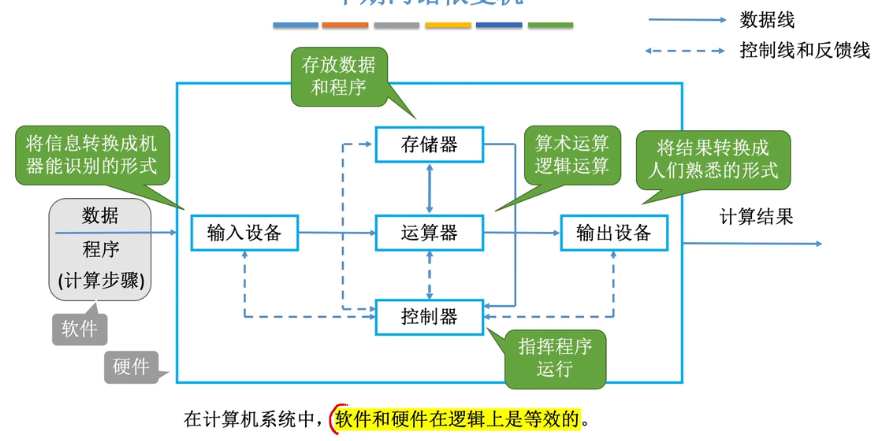 数据线
控制线和反馈线
存放数据
和程序
将信息转换成机
器能识别的形式
存储器
算术运算
逻辑运算
将结果转换成
人们熟悉的形式
数据
程序
(计算步骤)
输入设备
运算器
输出设备
计算结果
控制器
软件
硬件
指挥程序
运行
在计算机系统中，软件和硬件在逻辑上是等效的。